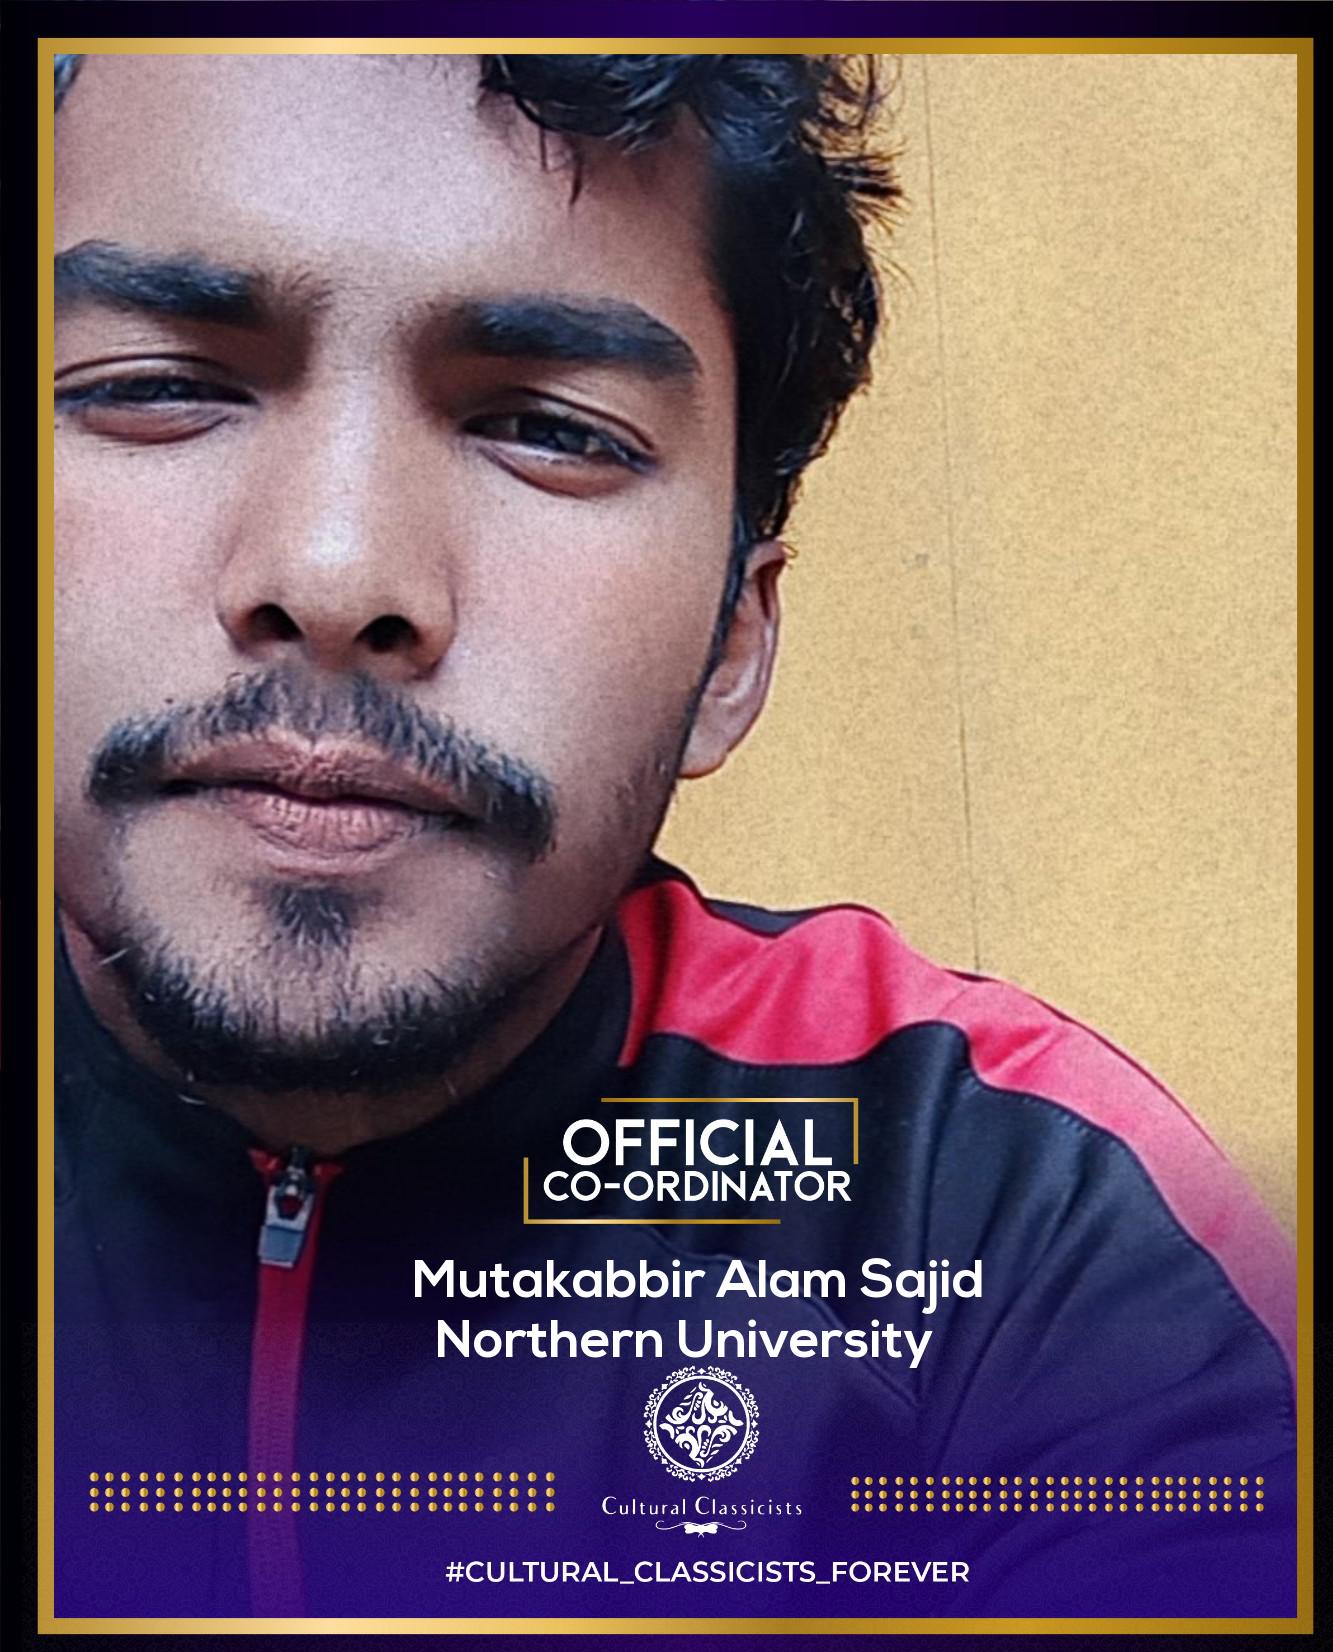 OFFICIAL
CO-ORDINATOR
Mutakabbir Alam Sajid
Northern University
Cultural Classicists
#CULTURAL_CLASSICISTS_FOREVER